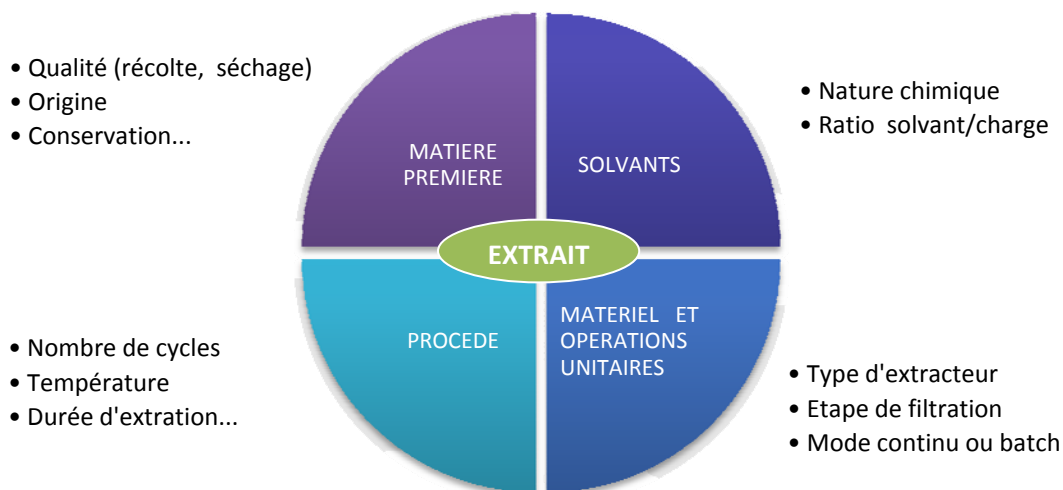 • Qualité (récolte, séchage)
• Origine
• Conservation...
• Nature chimique
• Ratio solvant/charge
MATIERE
PREMIERE
SOLVANTS
EXTRAIT
PROCEDE
MATERIEL ET
OPERATIONS
UNITAIRES
• Nombre de cycles
• Température
• Durée d'extration...
• Type d'extracteur
• Etape de filtration
• Mode continu ou batch